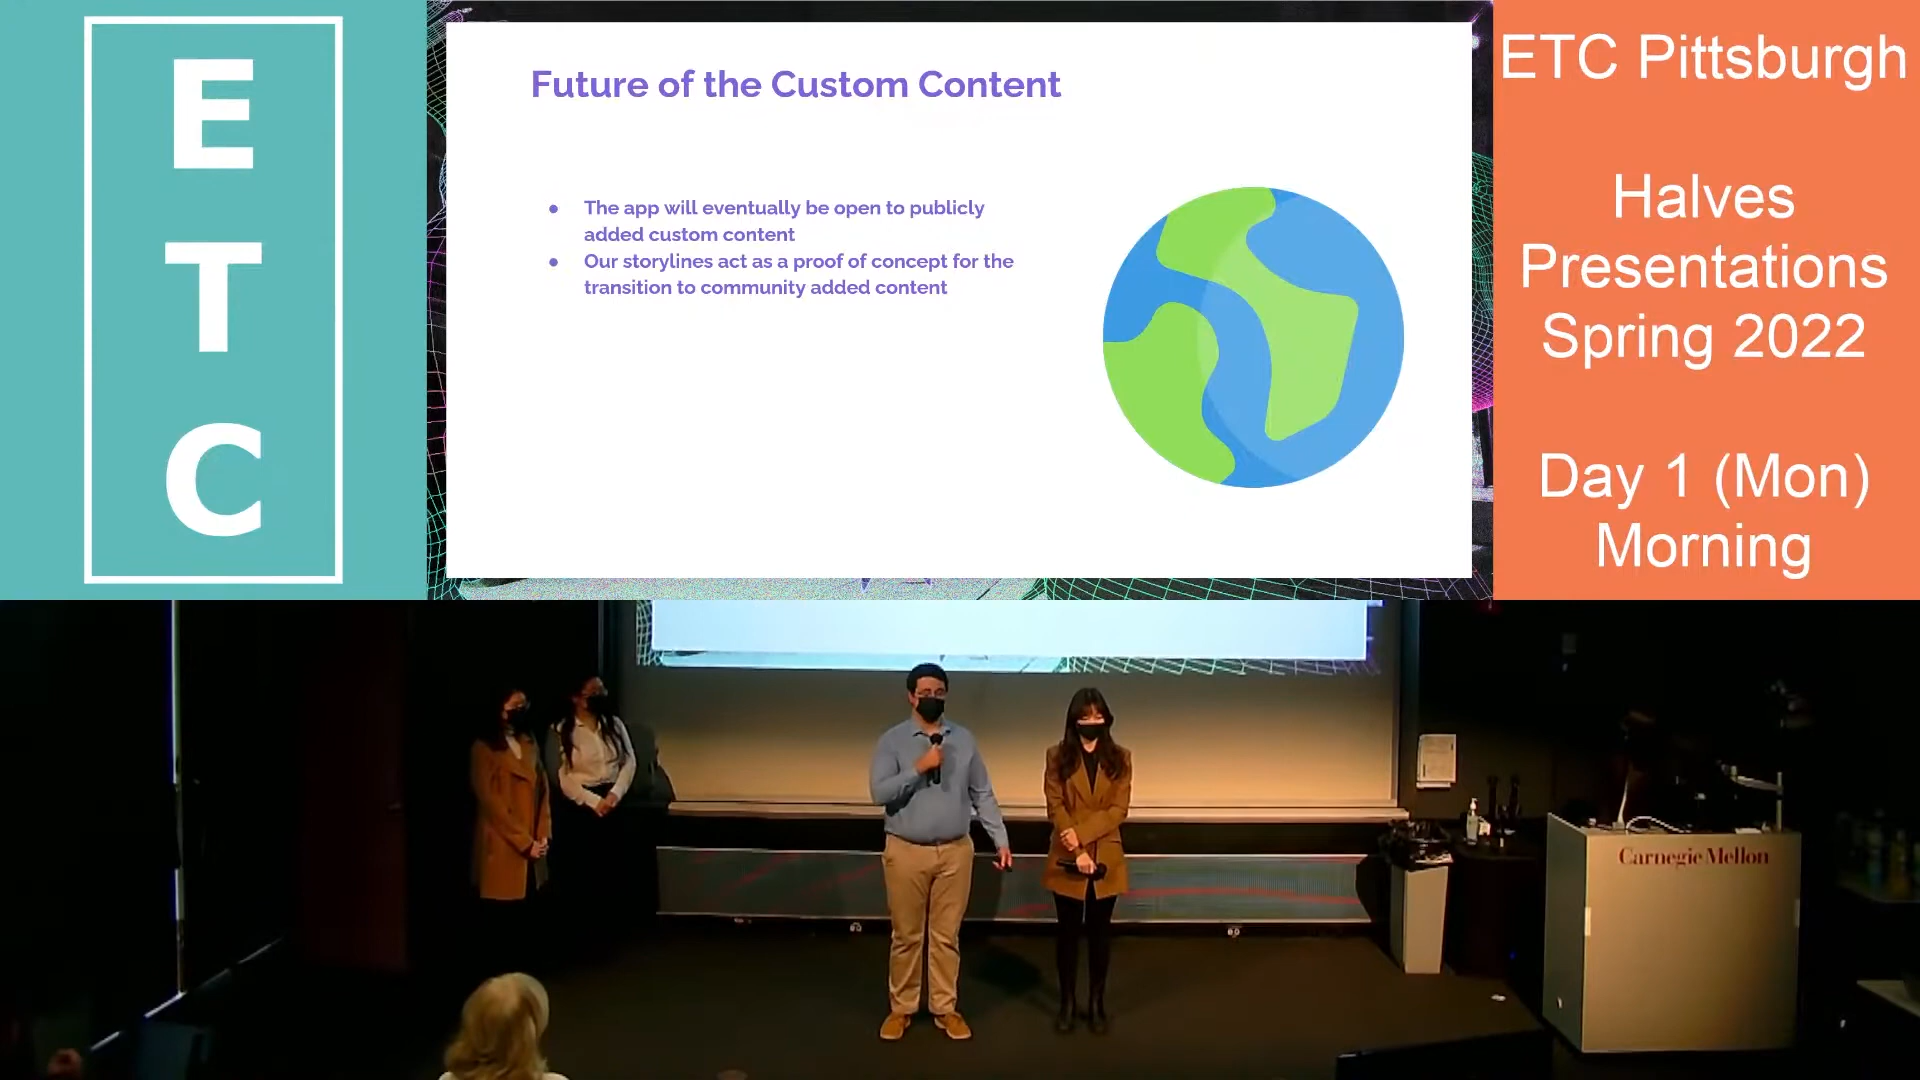 E
T
C
Future of the Custom Content
● The app will eventually be open to publicly
added custom content
● Our storylines act as a proof of concept for the
transition to community added content
ETC Pittsburgh
Halves
Presentations
Spring 2022
Day 1 (Mon)
Morning
Carnegie Mellon